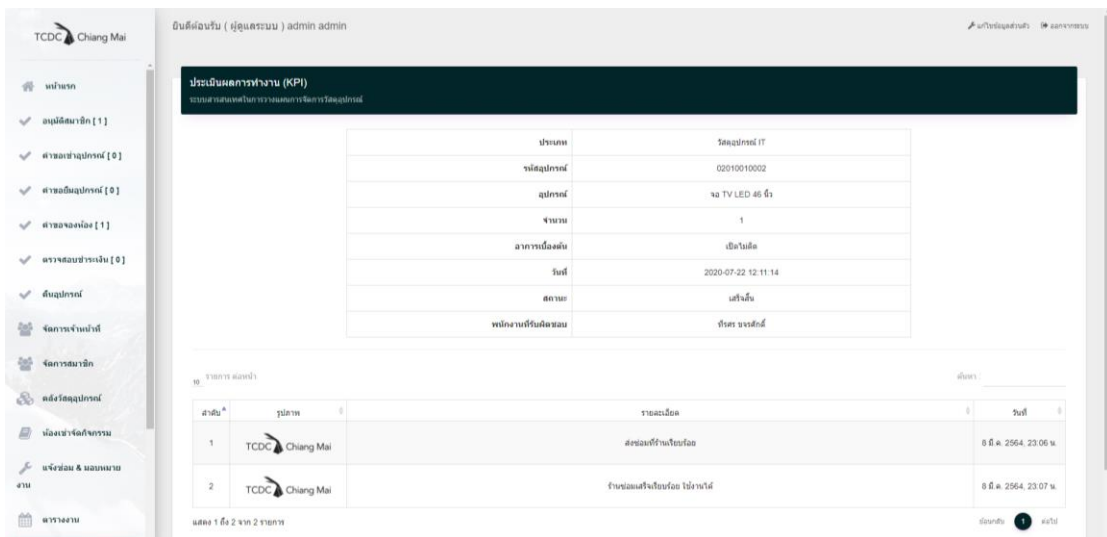 TCDC Chiang Mai
ยินดีต้อนรับ ( ผู้ดูแลระบบ ) admin admin
แก้ไขข้อมูลส่วนตัว ออกจากระบบ
หน้าแรก
อนุมัติสมาชิก [ 1 ]
คำขอเช่าอุปกรณ์ [ 0 ]
คำขอยืมอุปกรณ์ [ 0 ]
คำขอจองห้อง [ 1 ]
ตรวจสอบชำระเงิน [ 0 ]
คืนอุปกรณ์
จัดการเจ้าหน้าที่
จัดการสมาชิก
คลังวัสดุอุปกรณ์
ห้องเช่าจัดกิจกรรม
แจ้งซ่อม & มอบหมาย
งาน
ตารางงาน
ประเมินผลการทำงาน (KPI)
ระบบสารสนเทศในการวางแผนการจัดการวัสดุอุปกรณ์
ประเภท วัสดุอุปกรณ์ IT
รหัสอุปกรณ์ 02010010002
อุปกรณ์ จอ TV LED 46 นิ้ว
จำนวน 1
อาการเบื้องต้น เปิดไม่ติด
วันที่ 2020-07-22 12:11:14
สถานะ เสร็จสิ้น
พนักงานที่รับผิดชอบ ขจรศักดิ์
10 รายการ ต่อหน้า ค้นหา :
ลำดับ รูปภาพ รายละเอียด วันที่
1 TCDC Chiang Mai ส่งซ่อมที่ร้านเรียบร้อย 8 มี.ค. 2564, 23:06 น.
2 TCDC Chiang Mai ร้านซ่อมเสร็จเรียบร้อย ใช้งานได้ 8 มี.ค. 2564, 23:07 น.
แสดง 1 ถึง 2 จาก 2 รายการ
ย้อนกลับ 1 ต่อไป